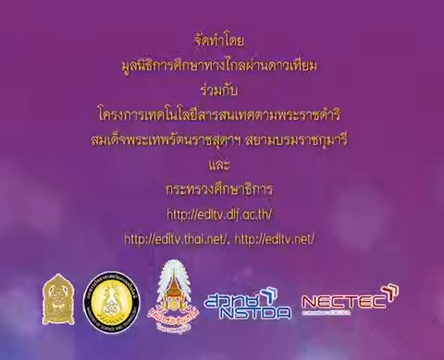 จัดทำโดย
มูลนิธิการศึกษาทางไกลผ่านดาวเทียม
ร่วมกับ
โครงการเทคโนโลยีสารสนเทศตามพระราชดำริ
สมเด็จพระเทพรัตนราชสุดาฯ สยามบรมราชกุมารี
และ
กระทรวงศึกษาธิการ
http://edltv.dlf.ac.th/
http://edltv.thai.net/, http://edltv.net/
สวทช
NSTDA
NECTEC